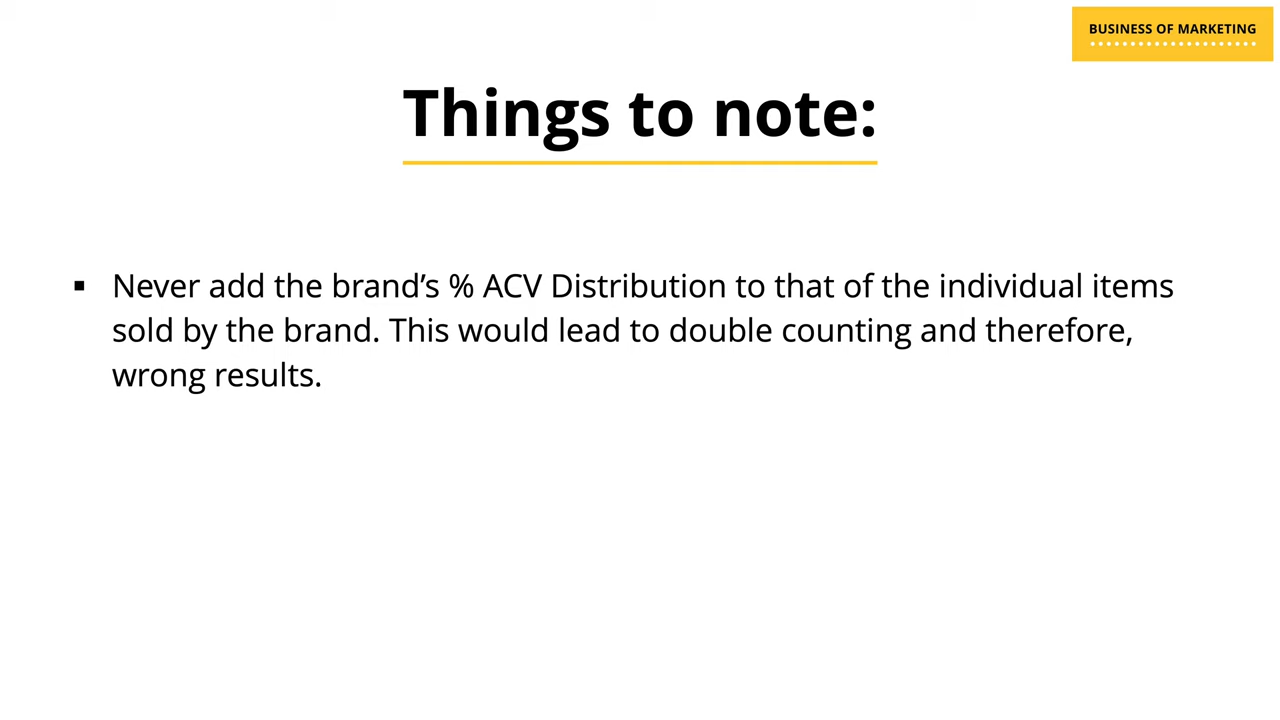 BUSINESS OF MARKETING
Things to note:
▪ Never add the brand’s % ACV Distribution to that of the individual items
sold by the brand. This would lead to double counting and therefore,
wrong results.